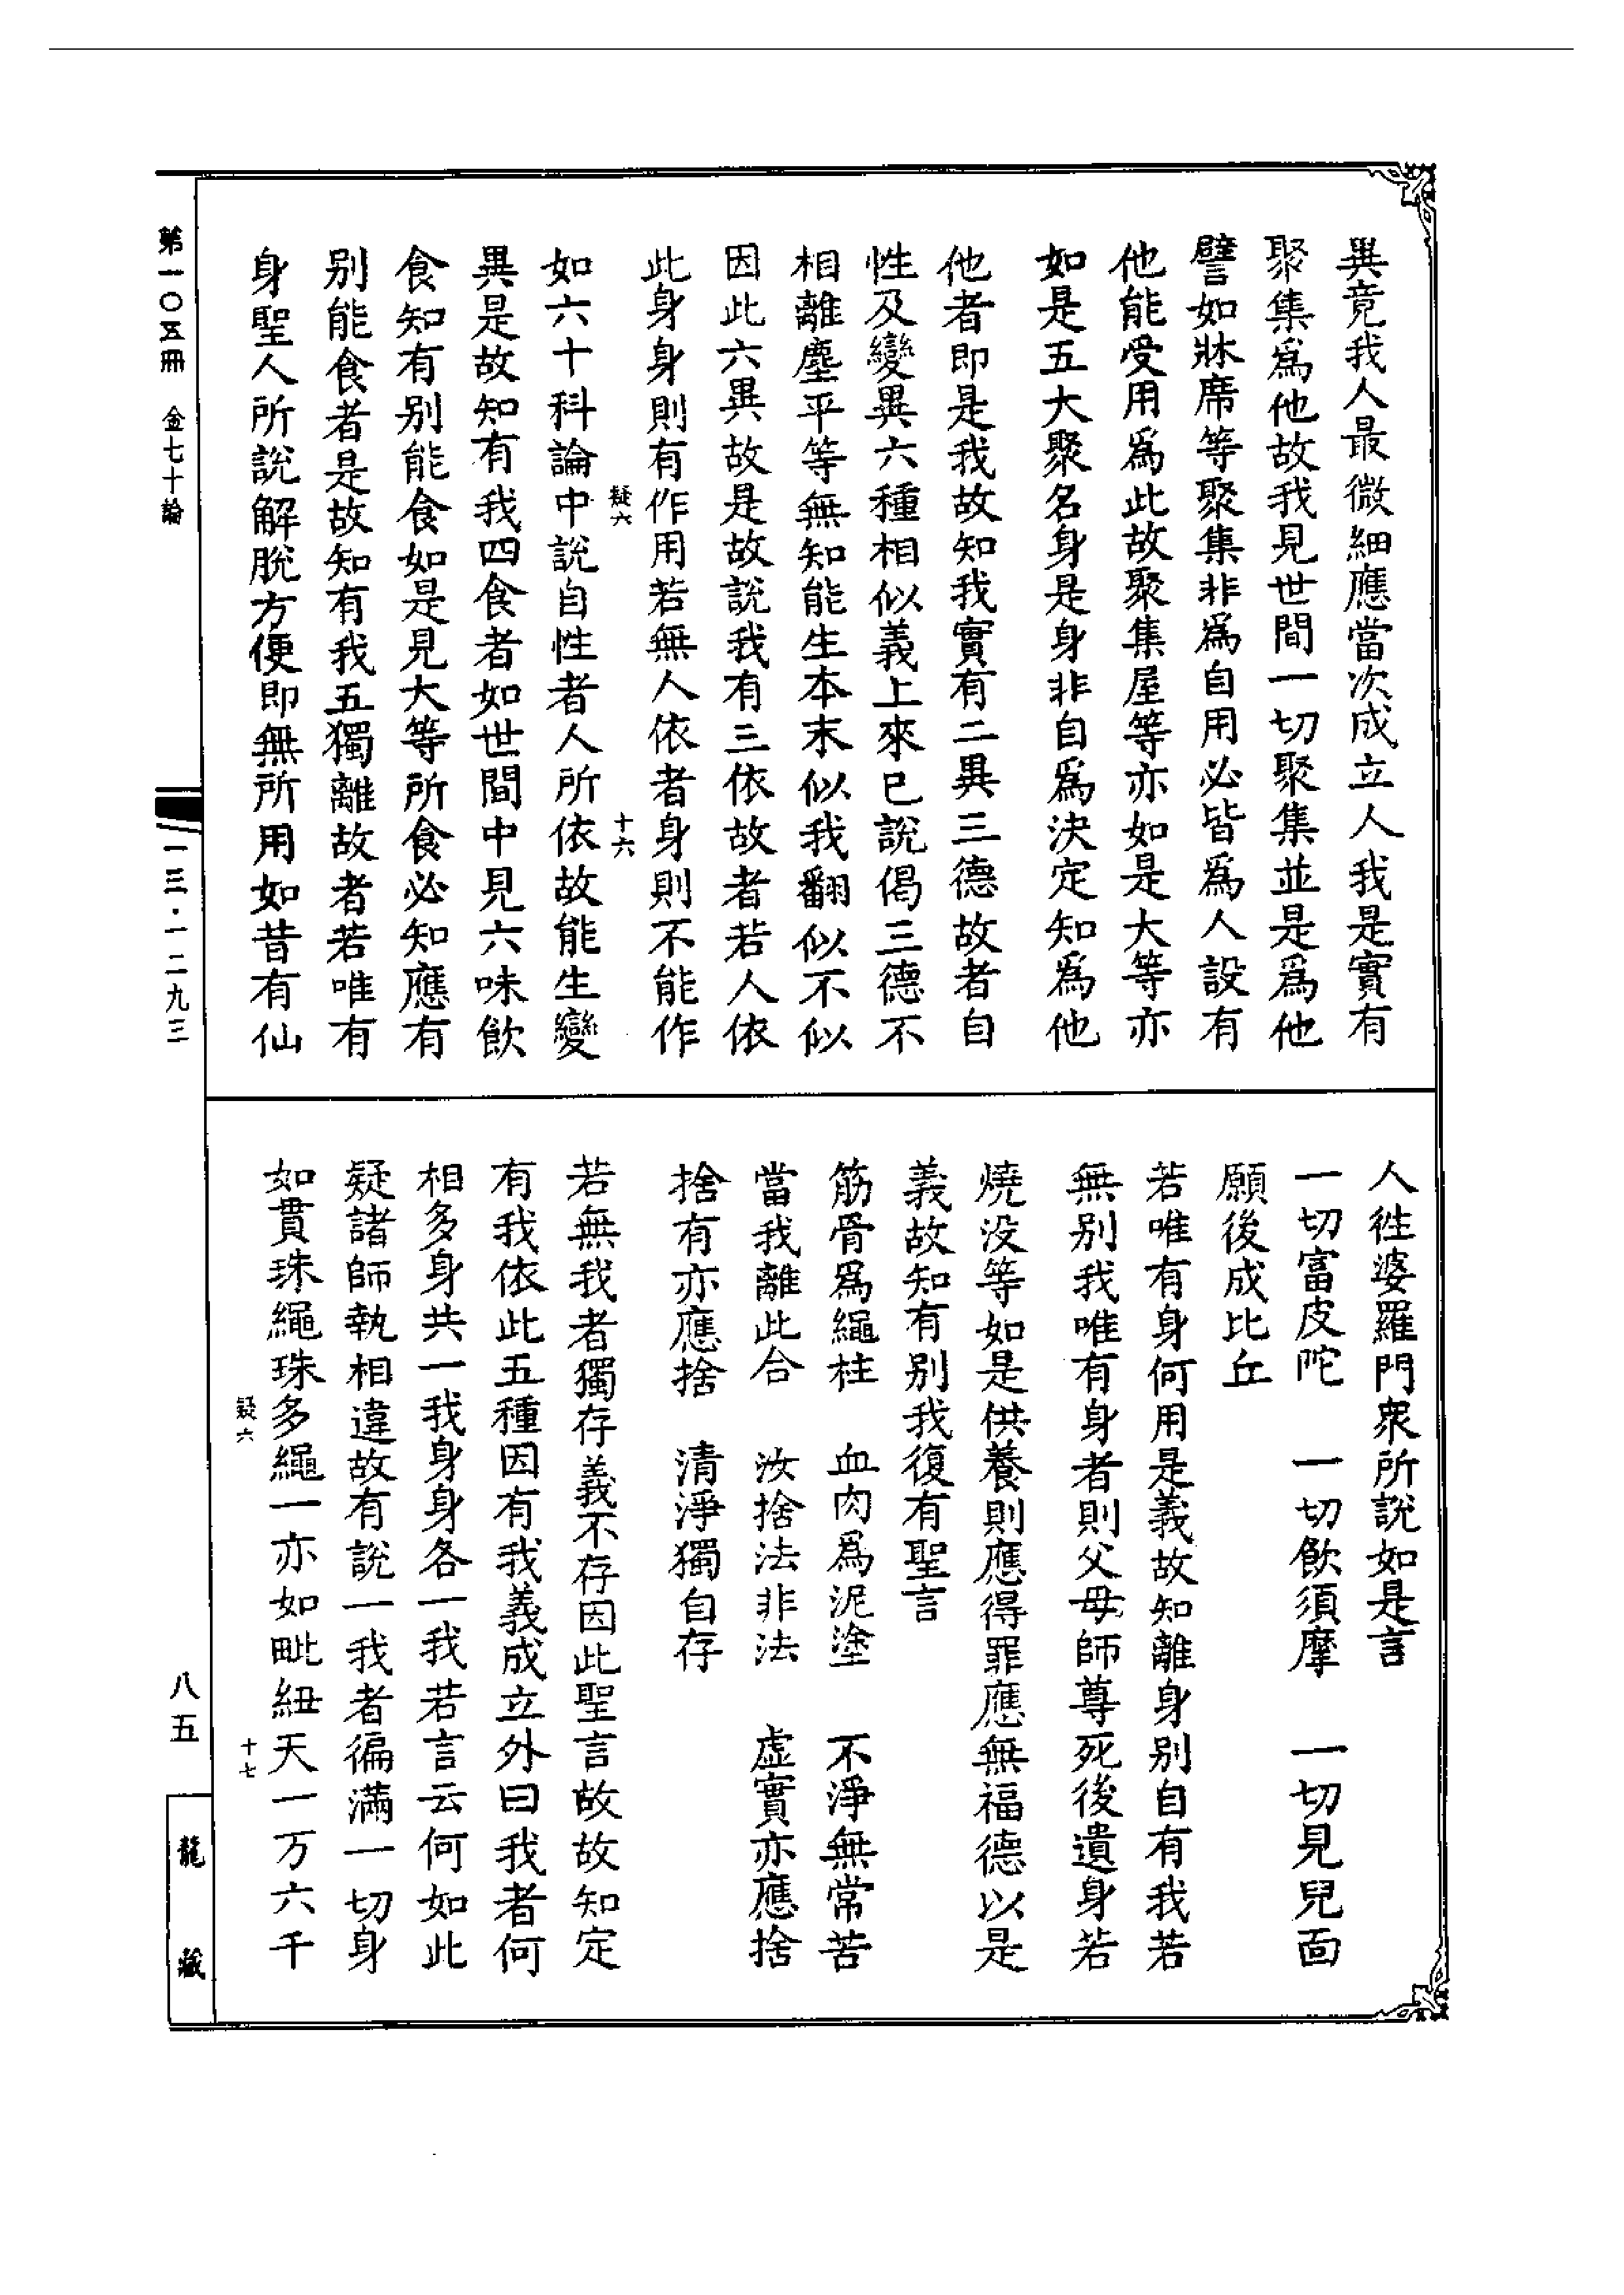 異竟我人最微細應當次成立人我是實有
聚集爲他故我見世間一切聚集並是爲他
譬如牀席等聚集非爲自用必皆爲人設有
他能受用爲此故聚集屋等亦如是大等亦
如是五大聚名身是身非自爲決定知爲他
他者即是我故知我實有二異三德故者自
性及變異六種相似義上來已說偈三德不
相離塵平等無知能生本末似我翻似不似
因此六異故是故說我有三依故者若人依
此身身則有作用若無人依者身則不能作
疑六
十六
如六十科論中說自性者人所依故能生變
異是故知有我四食者如世間中見六味飲
食知有別能食如是見大等所食必知應有
別能食者是故知有我五獨離故者若唯有
身聖人所說解脫方便即無所用如昔有仙
人徃婆羅門衆所說如是言
一切富皮陀 一切飲須摩 一切見兒面
願後成比丘
若唯有身何用是義故知離身別自有我若
無別我唯有身者則父母師尊死後遺身若
燒没等如是供養則應得罪應無福德以是
義故知有別我復有聖言
筋骨爲繩柱 血肉爲泥塗 不淨無常苦
當我離此合 汝捨法非法 虛實亦應捨
捨有亦應捨 清淨獨自存
若無我者獨存義不存因此聖言故故知定
有我依此五種因有我義成立外曰我者何
相多身共一我身身各一我若言云何如此
疑諸師執相違故有說一我者徧滿一切身
如貫珠繩珠多繩一亦如毗紐天一万六千
疑六
十七
第一〇五冊 金七十論
一三·一二九三
八五
龍藏